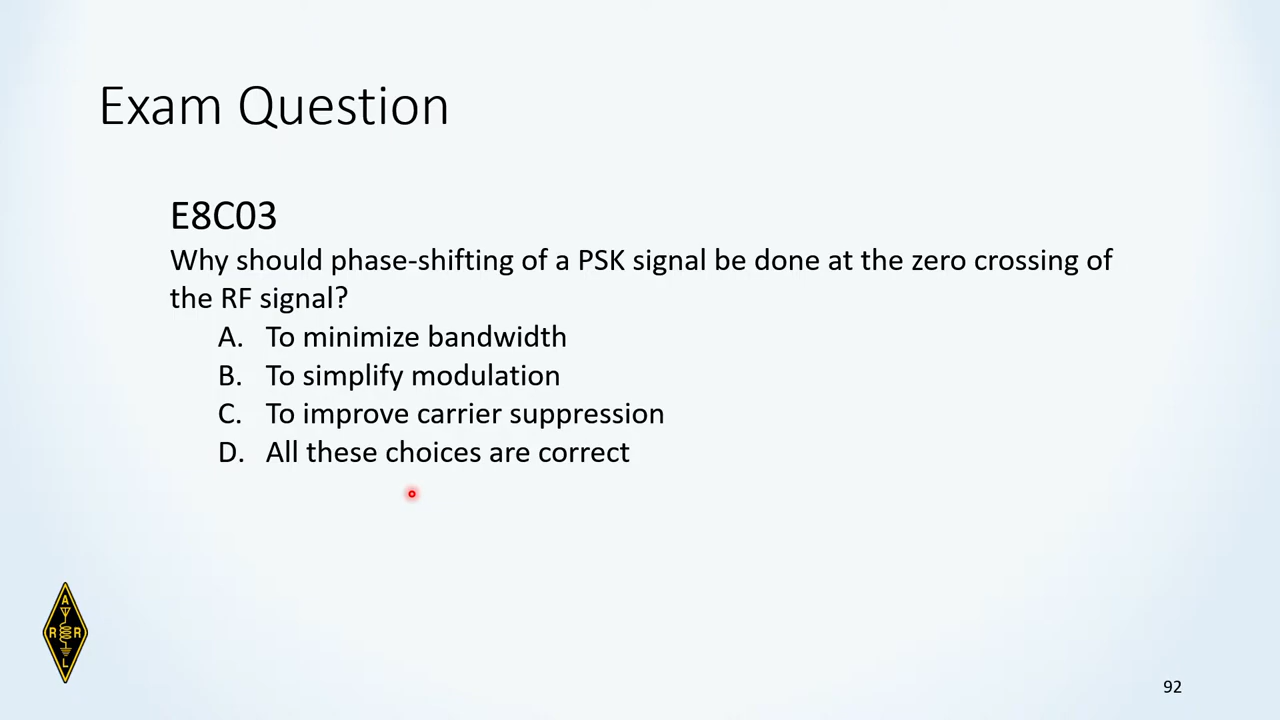 Exam Question
E8C03
Why should phase-shifting of a PSK signal be done at the zero crossing of
the RF signal?
A. To minimize bandwidth
B. To simplify modulation
C. To improve carrier suppression
D. All these choices are correct
A
R R
L
92